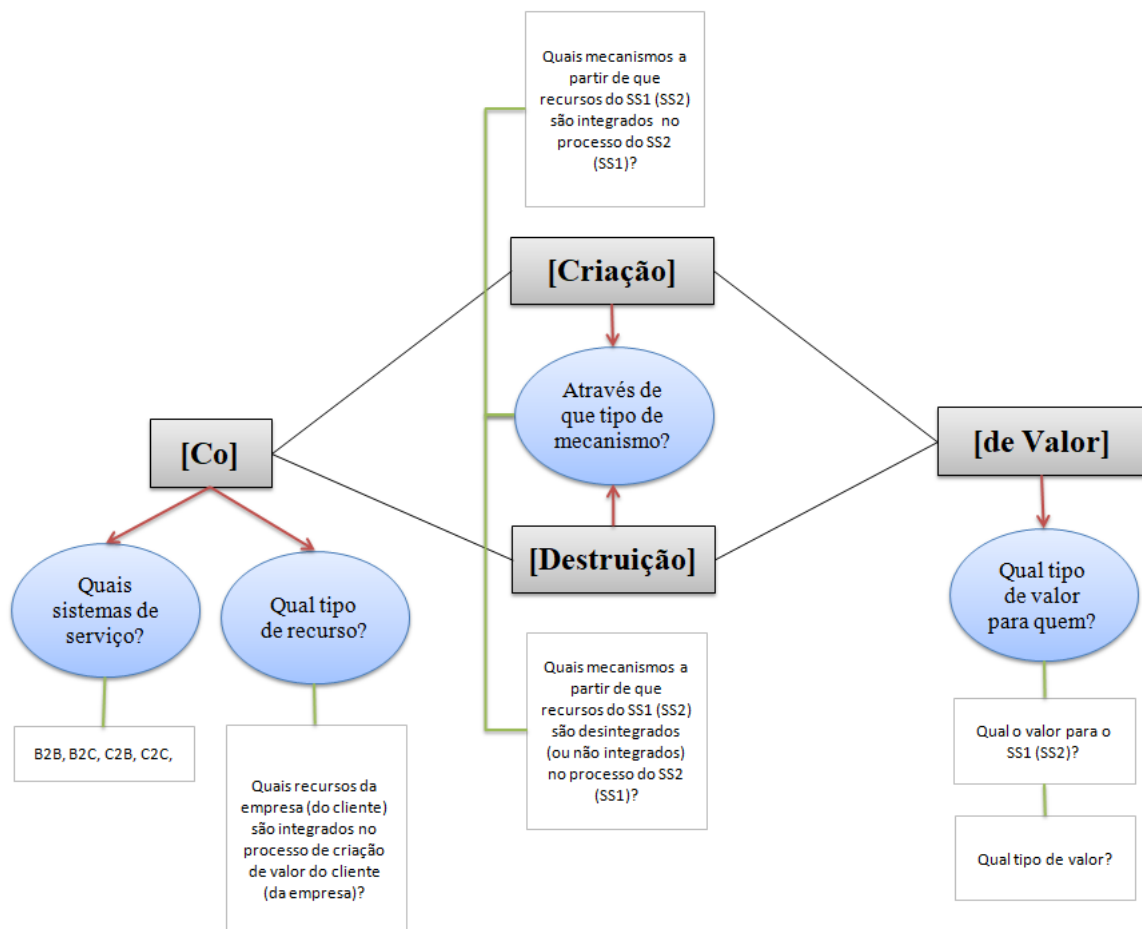 Quais mecanismos a
partir de que
recursos do SS1 (SS2)
são integrados no
processo do SS2
(SS1)?
[Criação]
Através de
que tipo de
mecanismo?
[Co]
[de Valor]
[Destruição]
Quais
sistemas de
serviço?
Qual tipo
de recurso?
Qual tipo
de valor
para quem?
B2B, B2C, C2B, C2C,
Quais recursos da
empresa (do cliente)
são integrados no
processo de criação
de valor do cliente
(da empresa)?
Quais mecanismos a
partir de que
recursos do SS1 (SS2)
são desintegrados
(ou não integrados)
no processo do SS2
(SS1)?
Qual o valor para o
SS1 (SS2)?
Qual tipo de valor?